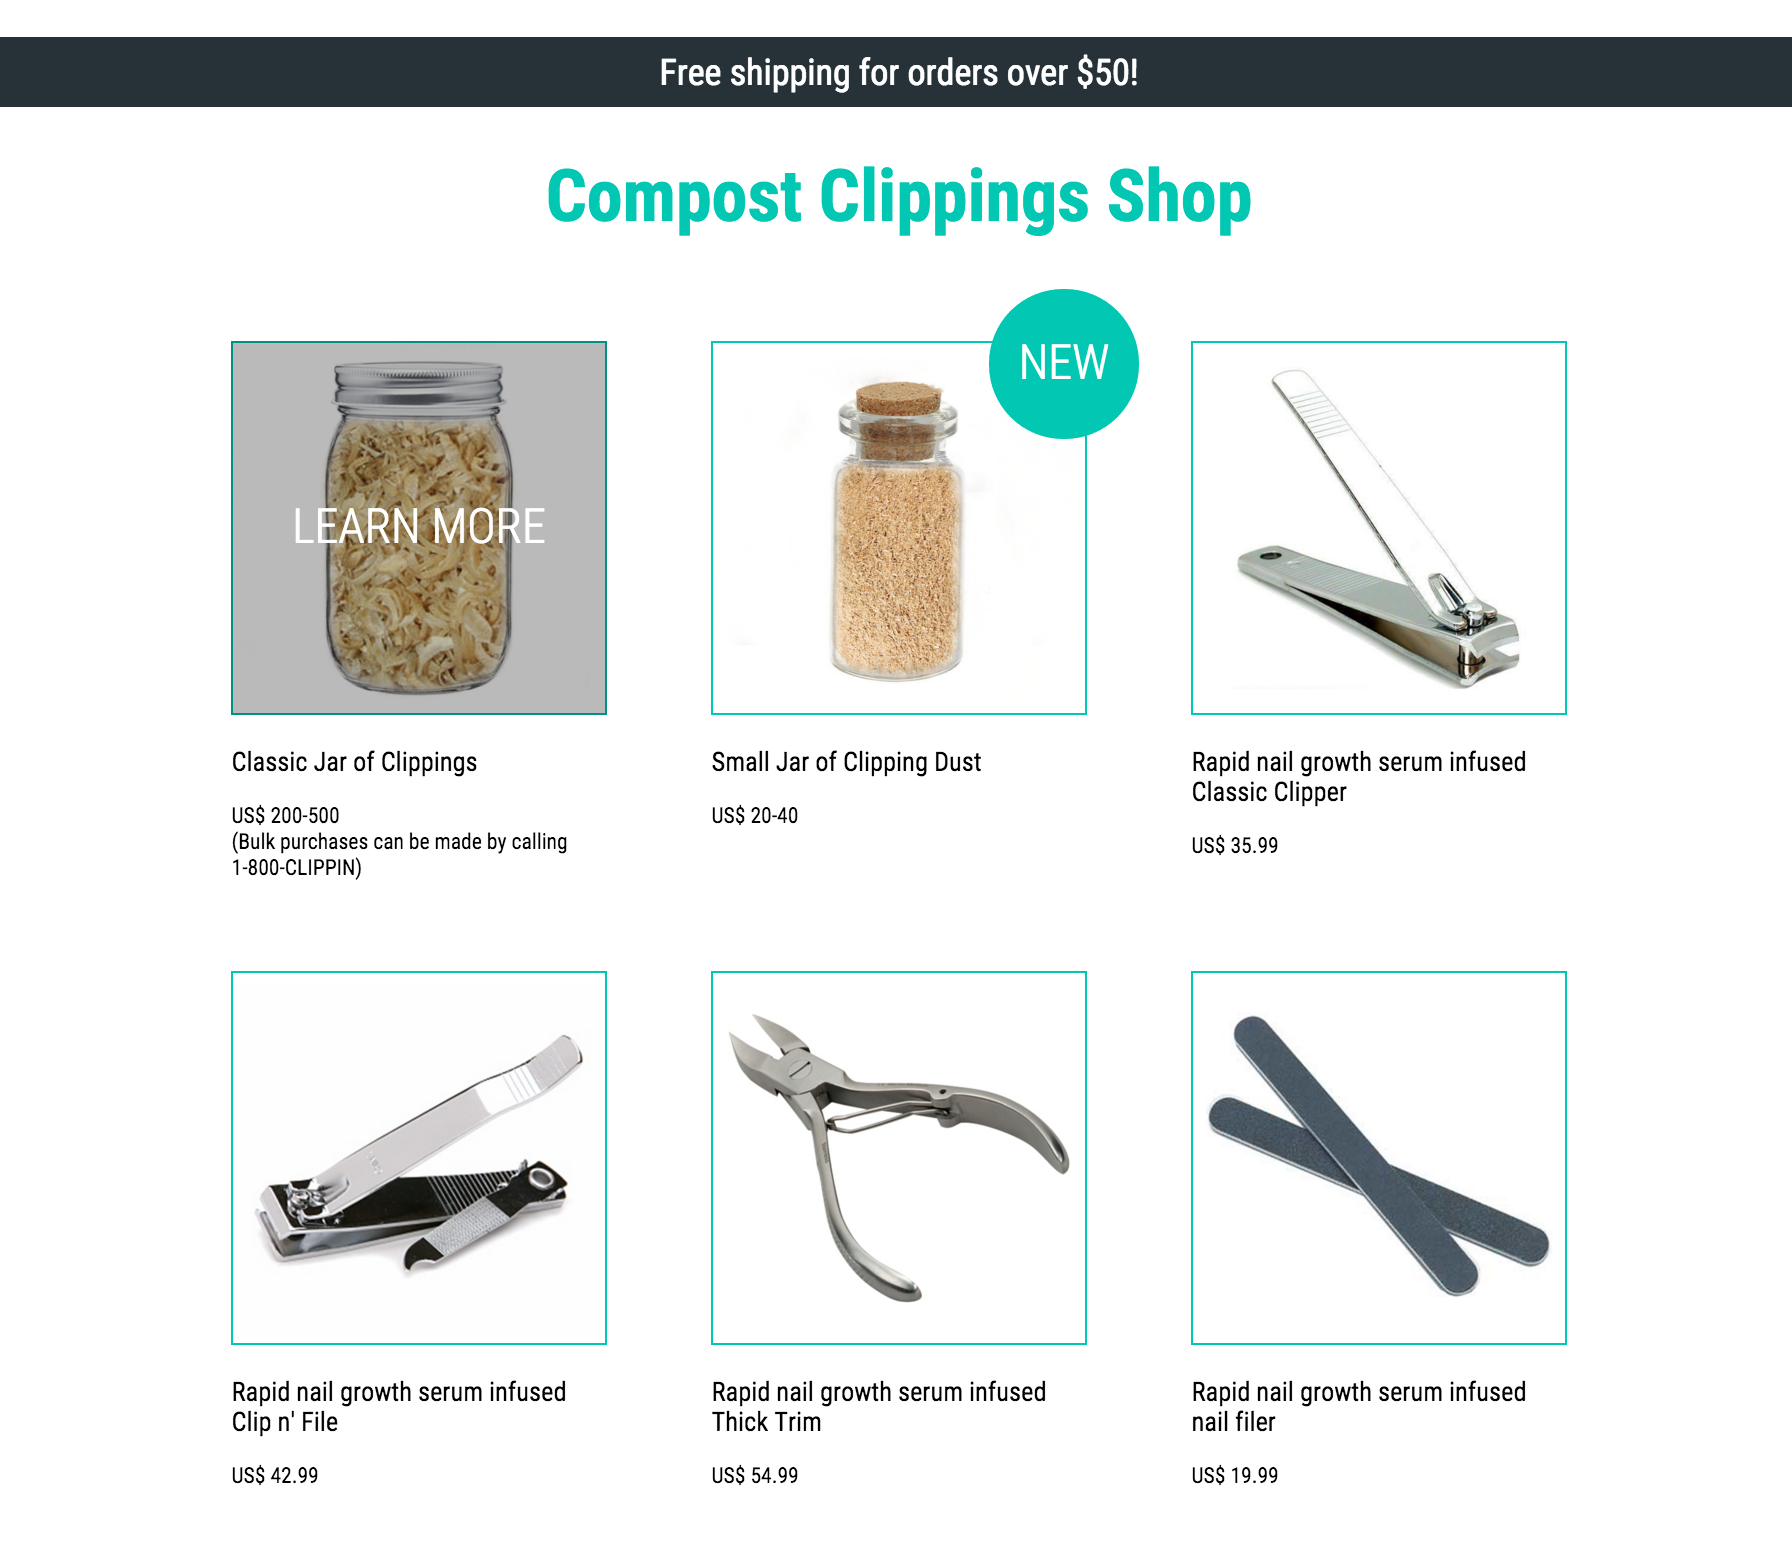 Free shipping for orders over $50!
Compost Clippings Shop
LEARN MORE
NEW
Classic Jar of Clippings
US$ 200-500
(Bulk purchases can be made by calling
1-800-CLIPPIN)
Small Jar of Clipping Dust
US$ 20-40
Rapid nail growth serum infused
Classic Clipper
US$ 35.99
Rapid nail growth serum infused
Clip n' File
US$ 42.99
Rapid nail growth serum infused
Thick Trim
US$ 54.99
Rapid nail growth serum infused
nail filer
US$ 19.99